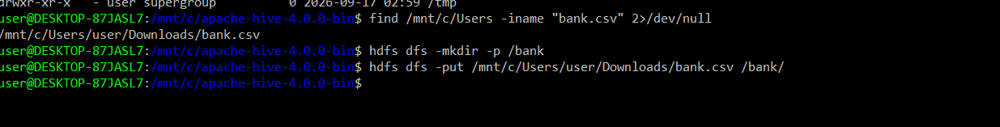 drwxr-xr-x   - user supergroup          0 2026-09-17 02:59 /tmp
user@DESKTOP-87JASL7:/mnt/c/apache-hive-4.0.0-bin$ find /mnt/c/Users -iname "bank.csv" 2>/dev/null
/mnt/c/Users/user/Downloads/bank.csv
user@DESKTOP-87JASL7:/mnt/c/apache-hive-4.0.0-bin$ hdfs dfs -mkdir -p /bank
user@DESKTOP-87JASL7:/mnt/c/apache-hive-4.0.0-bin$ hdfs dfs -put /mnt/c/Users/user/Downloads/bank.csv /bank/
user@DESKTOP-87JASL7:/mnt/c/apache-hive-4.0.0-bin$